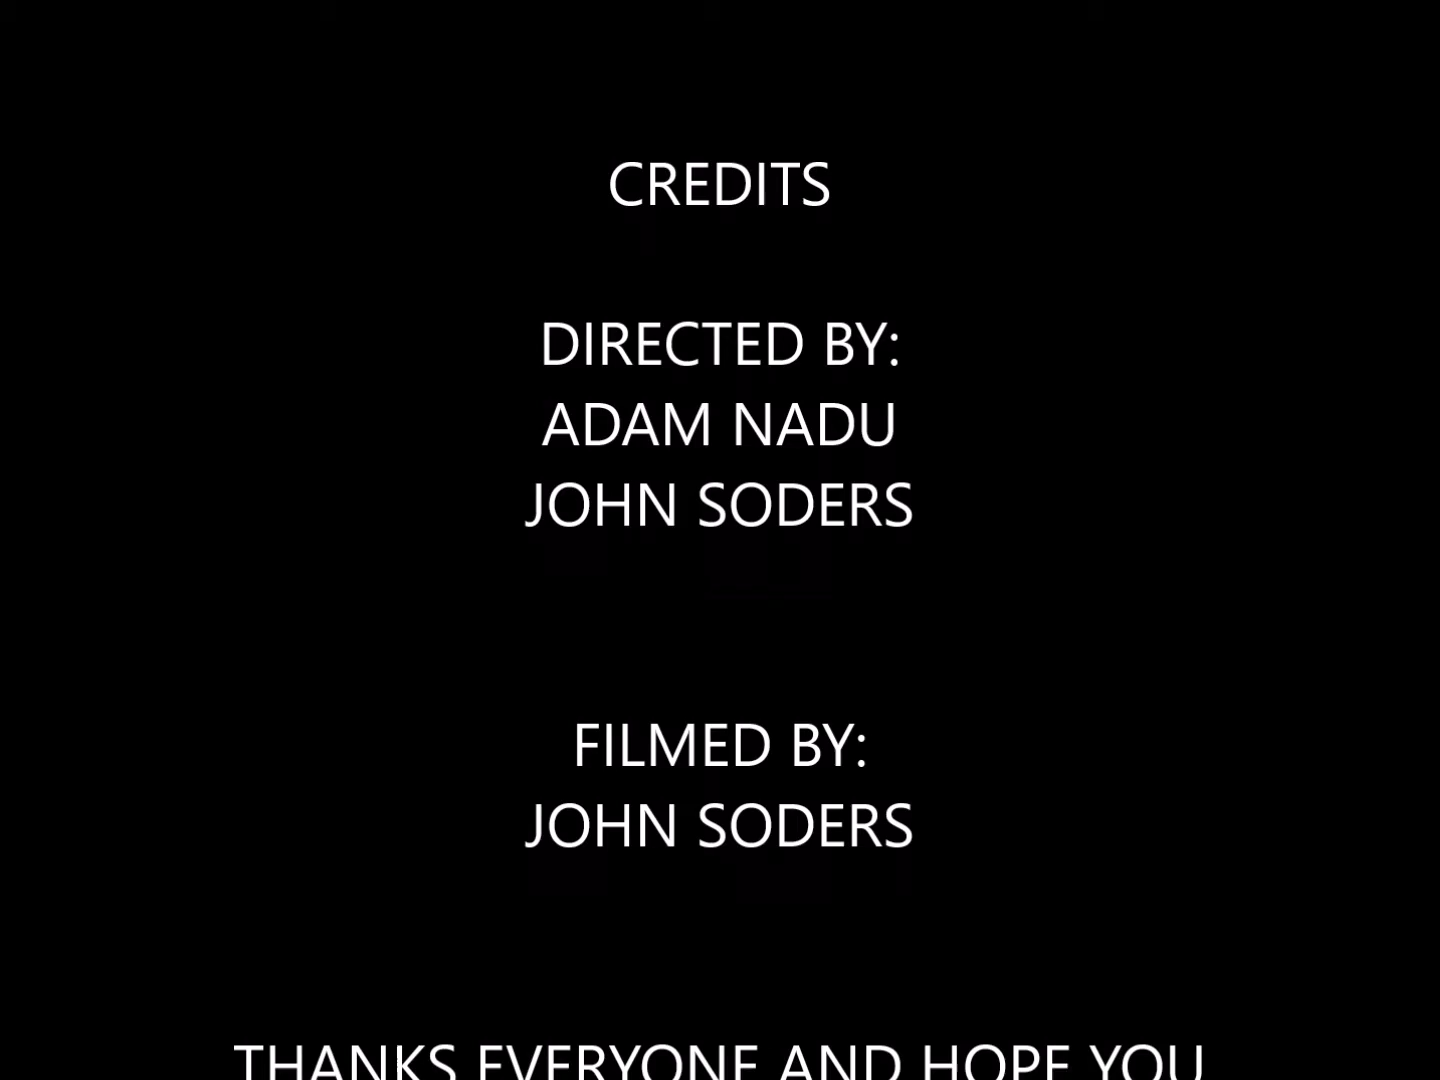 CREDITS
DIRECTED BY:
ADAM NADU
JOHN SODERS
FILMED BY:
JOHN SODERS
THANKS EVERYONE AND HOPE YOU